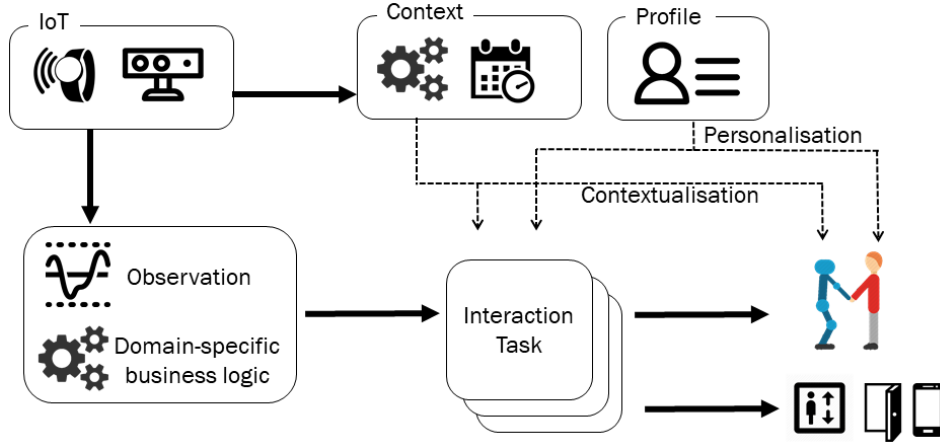 IoT
Context
Profile
Personalisation
Contextualisation
Observation
Domain-specific
business logic
Interaction
Task